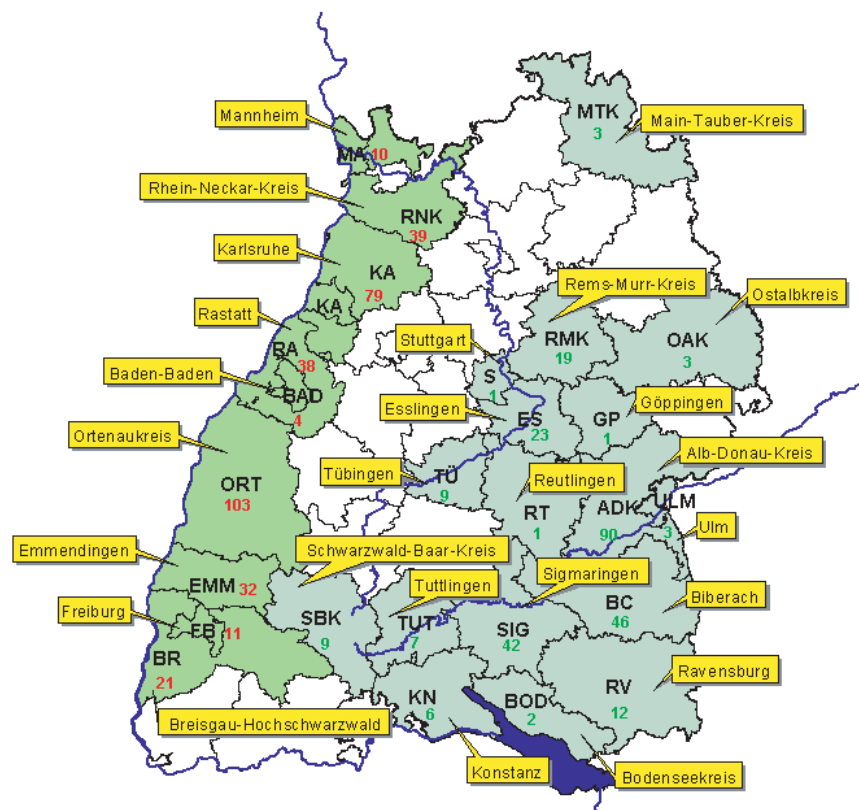 MTK
3
Main-Tauber-Kreis
Mannheim
MA 10
Rhein-Neckar-Kreis
RNK
39
Karlsruhe
KA
79
KA
Rems-Murr-Kreis
Ostalbkreis
Rastatt
RA
38
Stuttgart
RMK
19
OAK
3
Baden-Baden
BAD
4
S
1
Esslingen
ES
23
GP
1
Göppingen
Ortenaukreis
ORT
103
Tübingen
TÜ
9
Reutlingen
RT
1
Alb-Donau-Kreis
ADK
90
ULM
3
Ulm
Emmendingen
EMM 32
Schwarzwald-Baar-Kreis
SBK
9
Tuttlingen
TUT
7
Sigmaringen
SIG
42
BC
46
Biberach
Freiburg
FB
11
BR
21
Breisgau-Hochschwarzwald
KN
6
Konstanz
BOD
2
Bodenseekreis
RV
12
Ravensburg